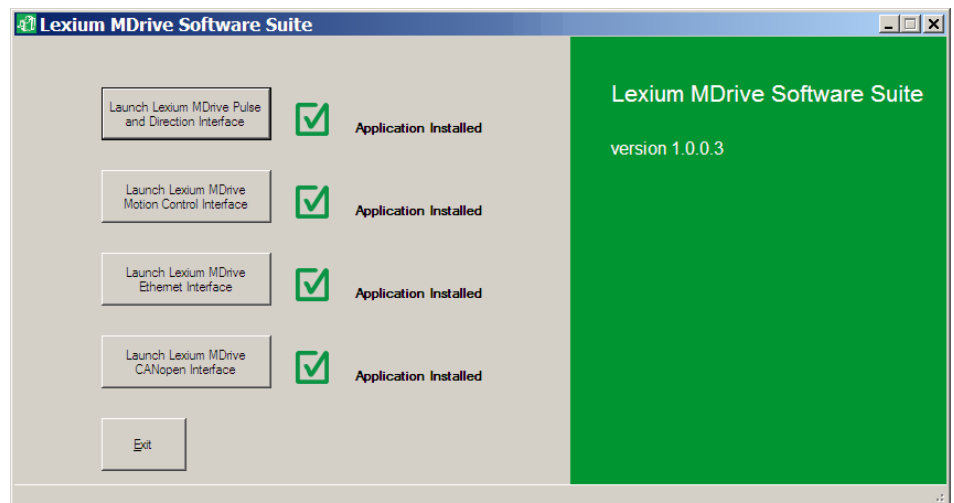 Lexium MDrive Software Suite
Launch Lexium MDrive Pulse
and Direction Interface
Application Installed
Launch Lexium MDrive
Motion Control Interface
Application Installed
Launch Lexium MDrive
Ethernet Interface
Application Installed
Launch Lexium MDrive
CANopen Interface
Application Installed
Exit
Lexium MDrive Software Suite
version 1.0.0.3